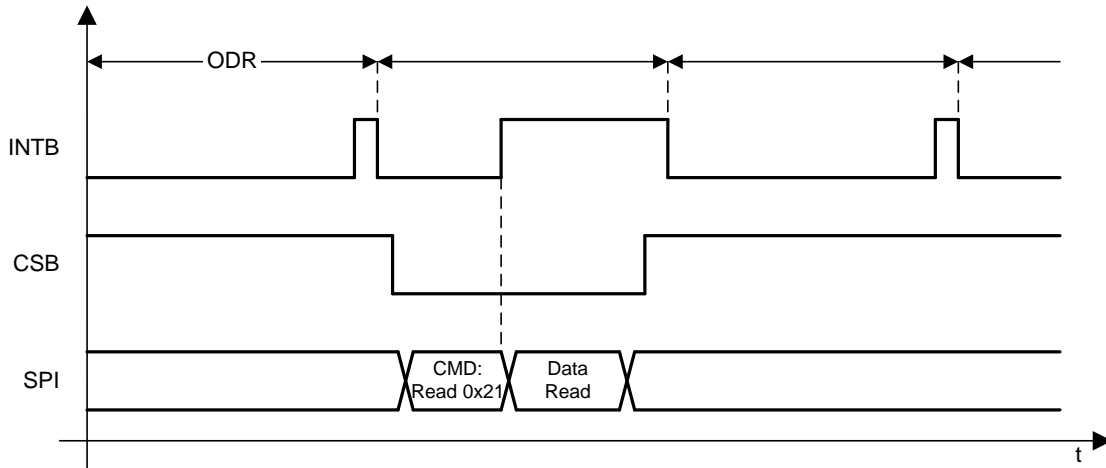 ODR
INTB
CSB
SPI
CMD:
Read 0x21
Data
Read
t